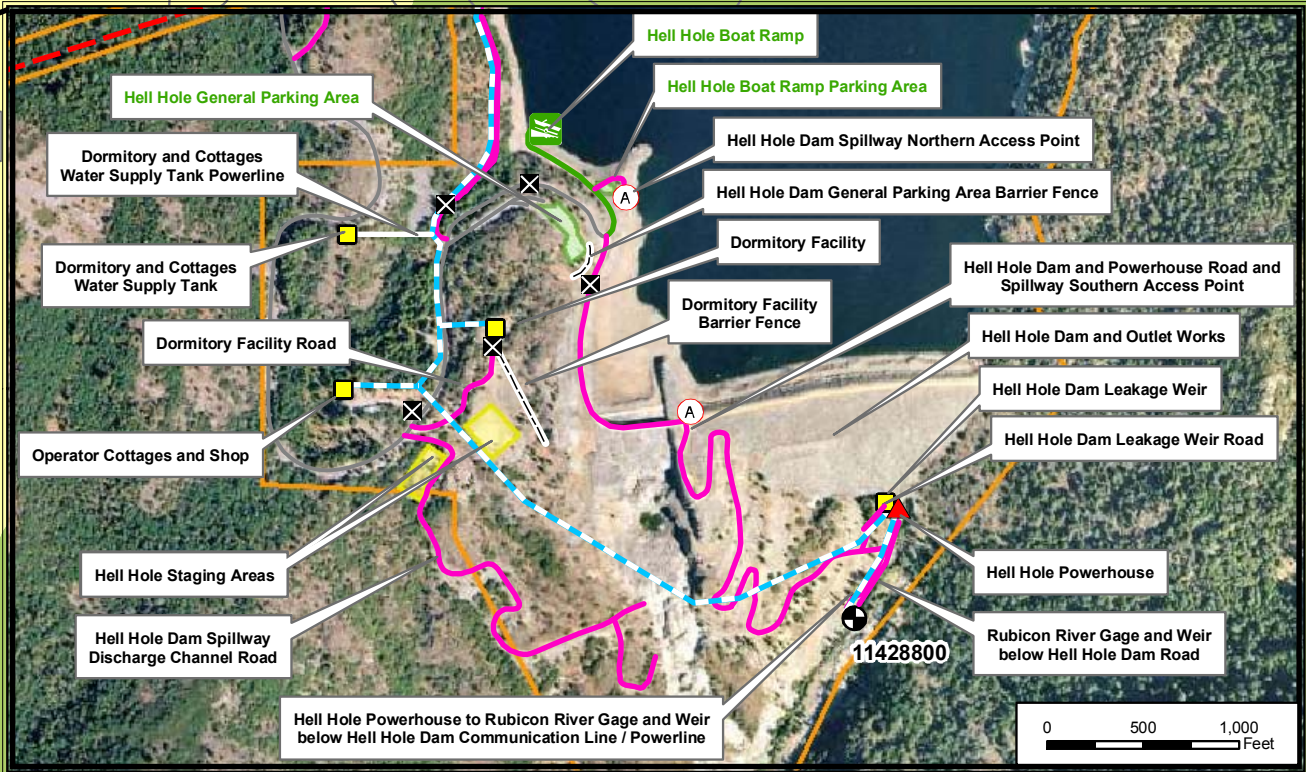 Hell Hole Boat Ramp
Hell Hole General Parking Area
Hell Hole Boat Ramp Parking Area
Hell Hole Dam Spillway Northern Access Point
Dormitory and Cottages
Water Supply Tank Powerline
Hell Hole Dam General Parking Area Barrier Fence
A
Dormitory Facility
Dormitory and Cottages
Water Supply Tank
Hell Hole Dam and Powerhouse Road and
Spillway Southern Access Point
Dormitory Facility
Barrier Fence
Dormitory Facility Road
Hell Hole Dam and Outlet Works
Hell Hole Dam Leakage Weir
A
Hell Hole Dam Leakage Weir Road
Operator Cottages and Shop
Hell Hole Staging Areas
Hell Hole Powerhouse
Hell Hole Dam Spillway
Discharge Channel Road
Rubicon River Gage and Weir
below Hell Hole Dam Road
11428800
Hell Hole Powerhouse to Rubicon River Gage and Weir
below Hell Hole Dam Communication Line / Powerline
0 500 1,000
Feet